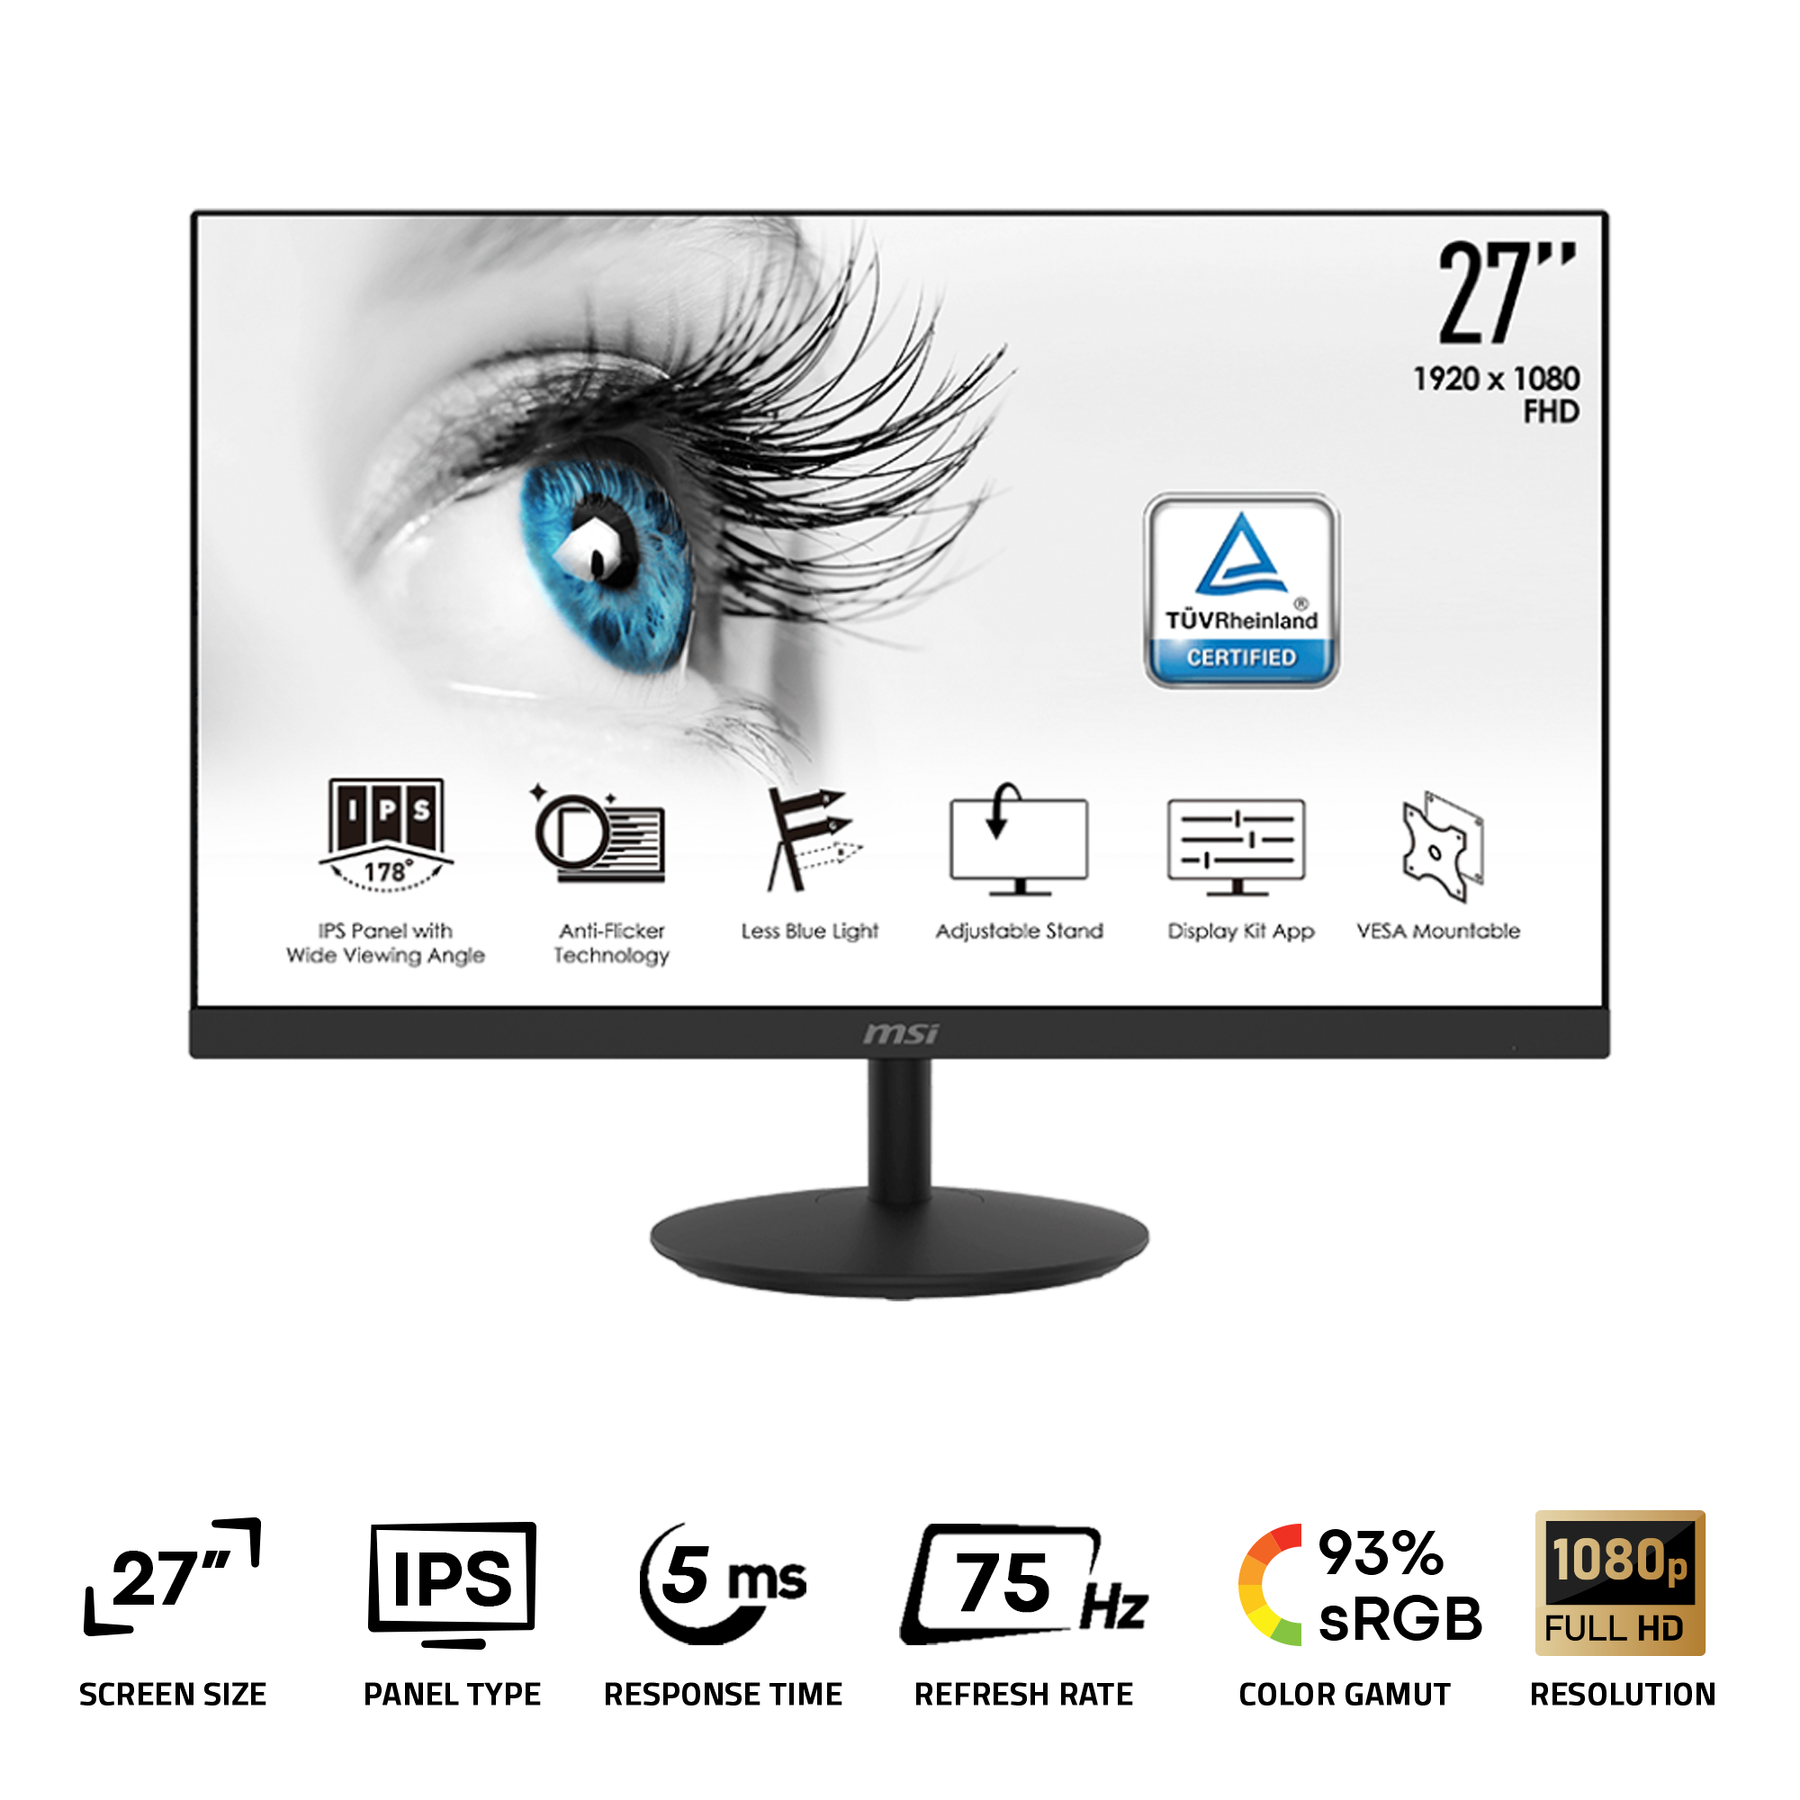 27’’
1920 x 1080
FHD
TÜVRheinland®
CERTIFIED
IPS
178°
IPS Panel with
Wide Viewing Angle
Anti-Flicker
Technology
Less Blue Light
Adjustable Stand
Display Kit App
VESA Mountable
msi
27”
SCREEN SIZE
IPS
PANEL TYPE
5 ms
RESPONSE TIME
75 Hz
REFRESH RATE
93%
sRGB
COLOR GAMUT
1080p
FULL HD
RESOLUTION